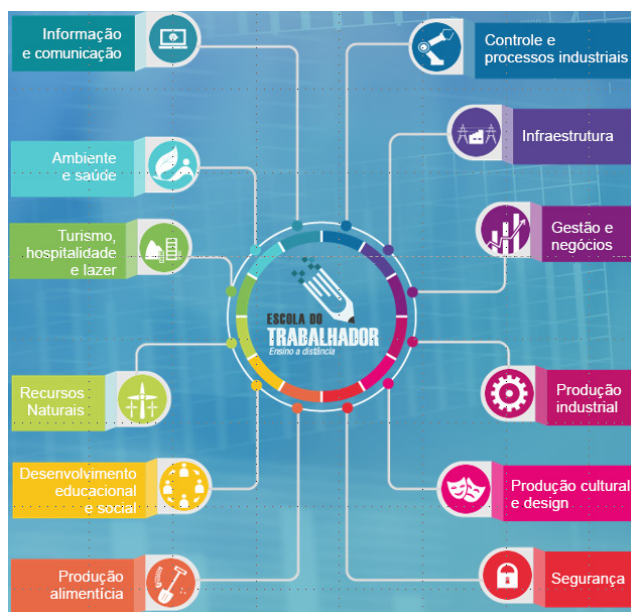 Informação
e comunicação
Controle e
processos industriais
Ambiente
e saúde
Infraestrutura
Turismo,
hospitalidade
e lazer
Gestão e
negócios
ESCOLA DO
TRABALHADOR
Ensino a distância
Recursos
Naturais
Produção
industrial
Desenvolvimento
educacional
e social
Produção cultural
e design
Produção
alimentícia
Segurança